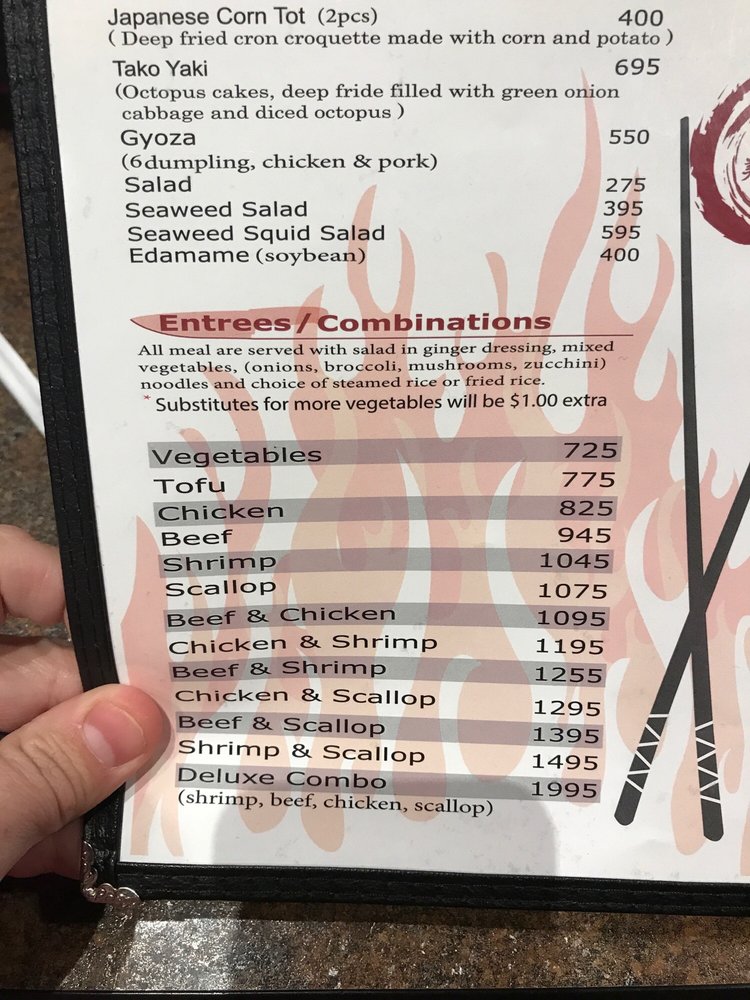 Japanese Corn Tot (2pcs) 400
( Deep fried cron croquette made with corn and potato )
Tako Yaki 695
(Octopus cakes, deep fride filled with green onion
cabbage and diced octopus )
Gyoza 550
(6dumpling, chicken & pork)
Salad 275
Seaweed Salad 395
Seaweed Squid Salad 595
Edamame (soybean) 400
Entrees/Combinations
All meal are served with salad in ginger dressing, mixed
vegetables, (onions, broccoli, mushrooms, zucchini)
noodles and choice of steamed rice or fried rice.
* Substitutes for more vegetables will be $1.00 extra
Vegetables 725
Tofu 775
Chicken 825
Beef 945
Shrimp 1045
Scallop 1075
Beef & Chicken 1095
Chicken & Shrimp 1195
Beef & Shrimp 1255
Chicken & Scallop 1295
Beef & Scallop 1395
Shrimp & Scallop 1495
Deluxe Combo 1995
(shrimp, beef, chicken, scallop)